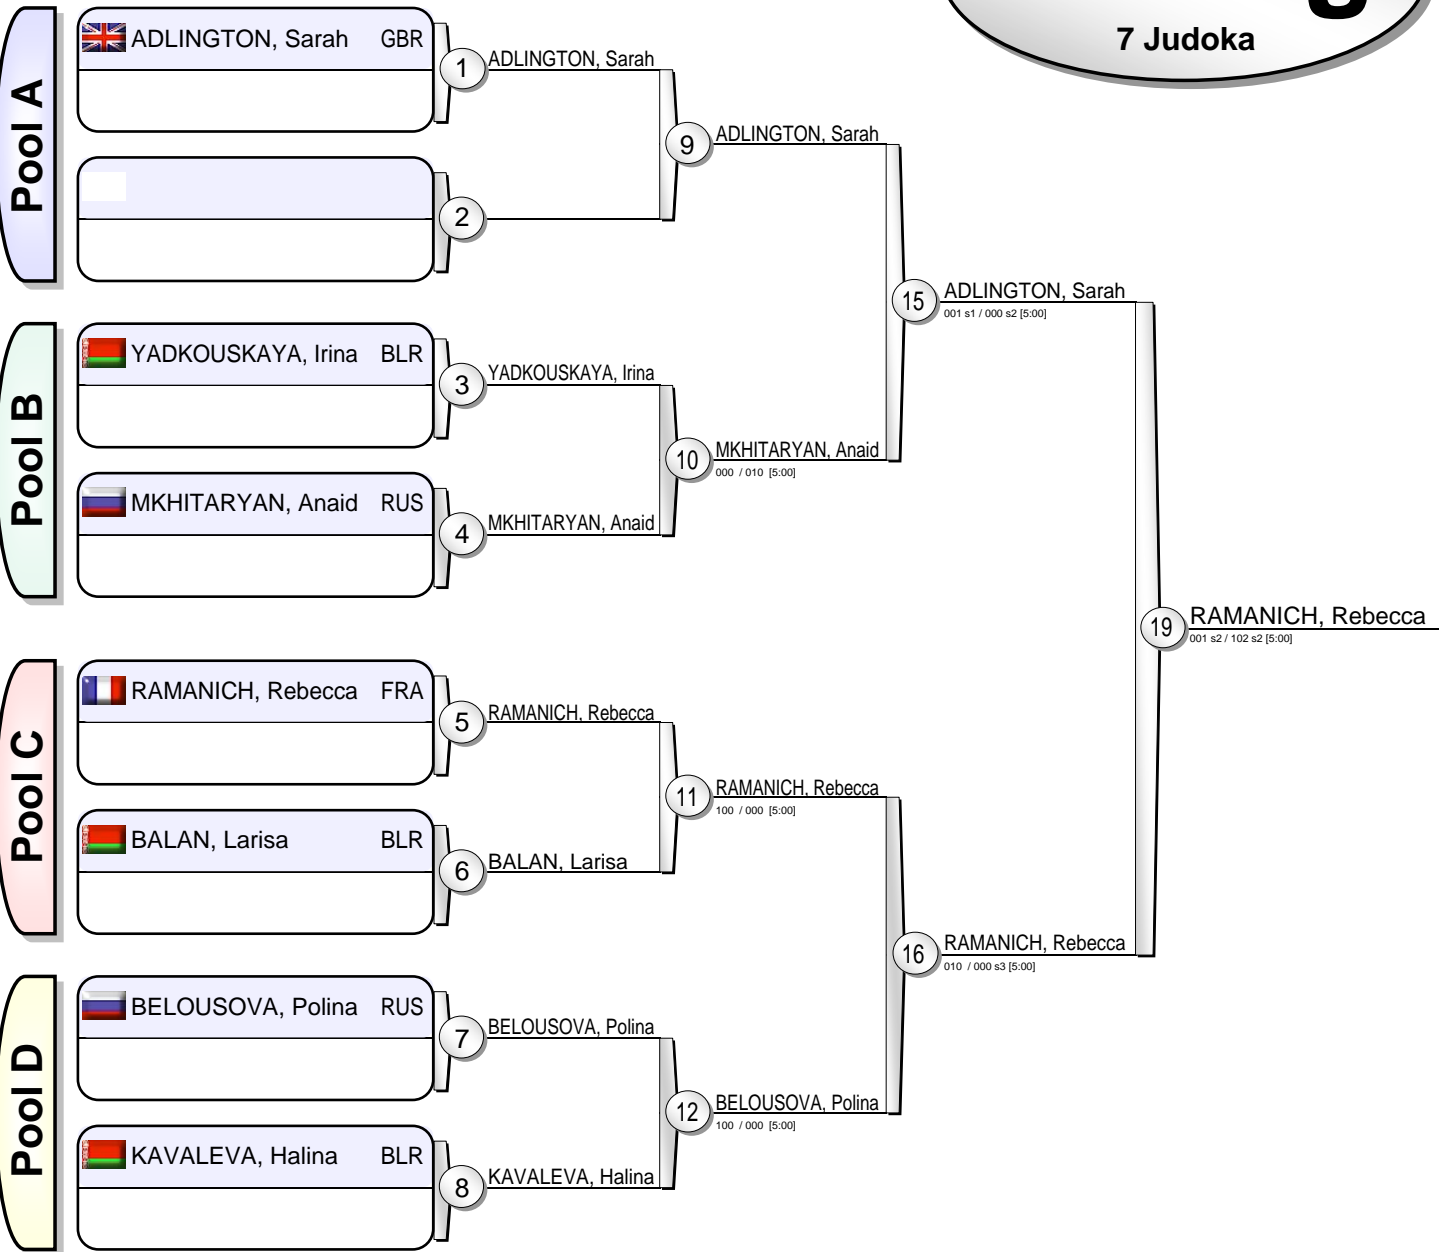 7 Judoka
Pool A
ADLINGTON, Sarah GBR
1
ADLINGTON, Sarah
2
9
ADLINGTON, Sarah
Pool B
YADKOUSKAYA, Irina BLR
3
YADKOUSKAYA, Irina
MKHITARYAN, Anaid RUS
4
MKHITARYAN, Anaid
10
MKHITARYAN, Anaid
000 / 010 [5:00]
15
ADLINGTON, Sarah
001 s1 / 000 s2 [5:00]
Pool C
RAMANICH, Rebecca FRA
5
RAMANICH, Rebecca
BALAN, Larisa BLR
6
BALAN, Larisa
11
RAMANICH, Rebecca
100 / 000 [5:00]
Pool D
BELOUSOVA, Polina RUS
7
BELOUSOVA, Polina
KAVALEVA, Halina BLR
8
KAVALEVA, Halina
12
BELOUSOVA, Polina
100 / 000 [5:00]
16
RAMANICH, Rebecca
010 / 000 s3 [5:00]
19
RAMANICH, Rebecca
001 s2 / 102 s2 [5:00]